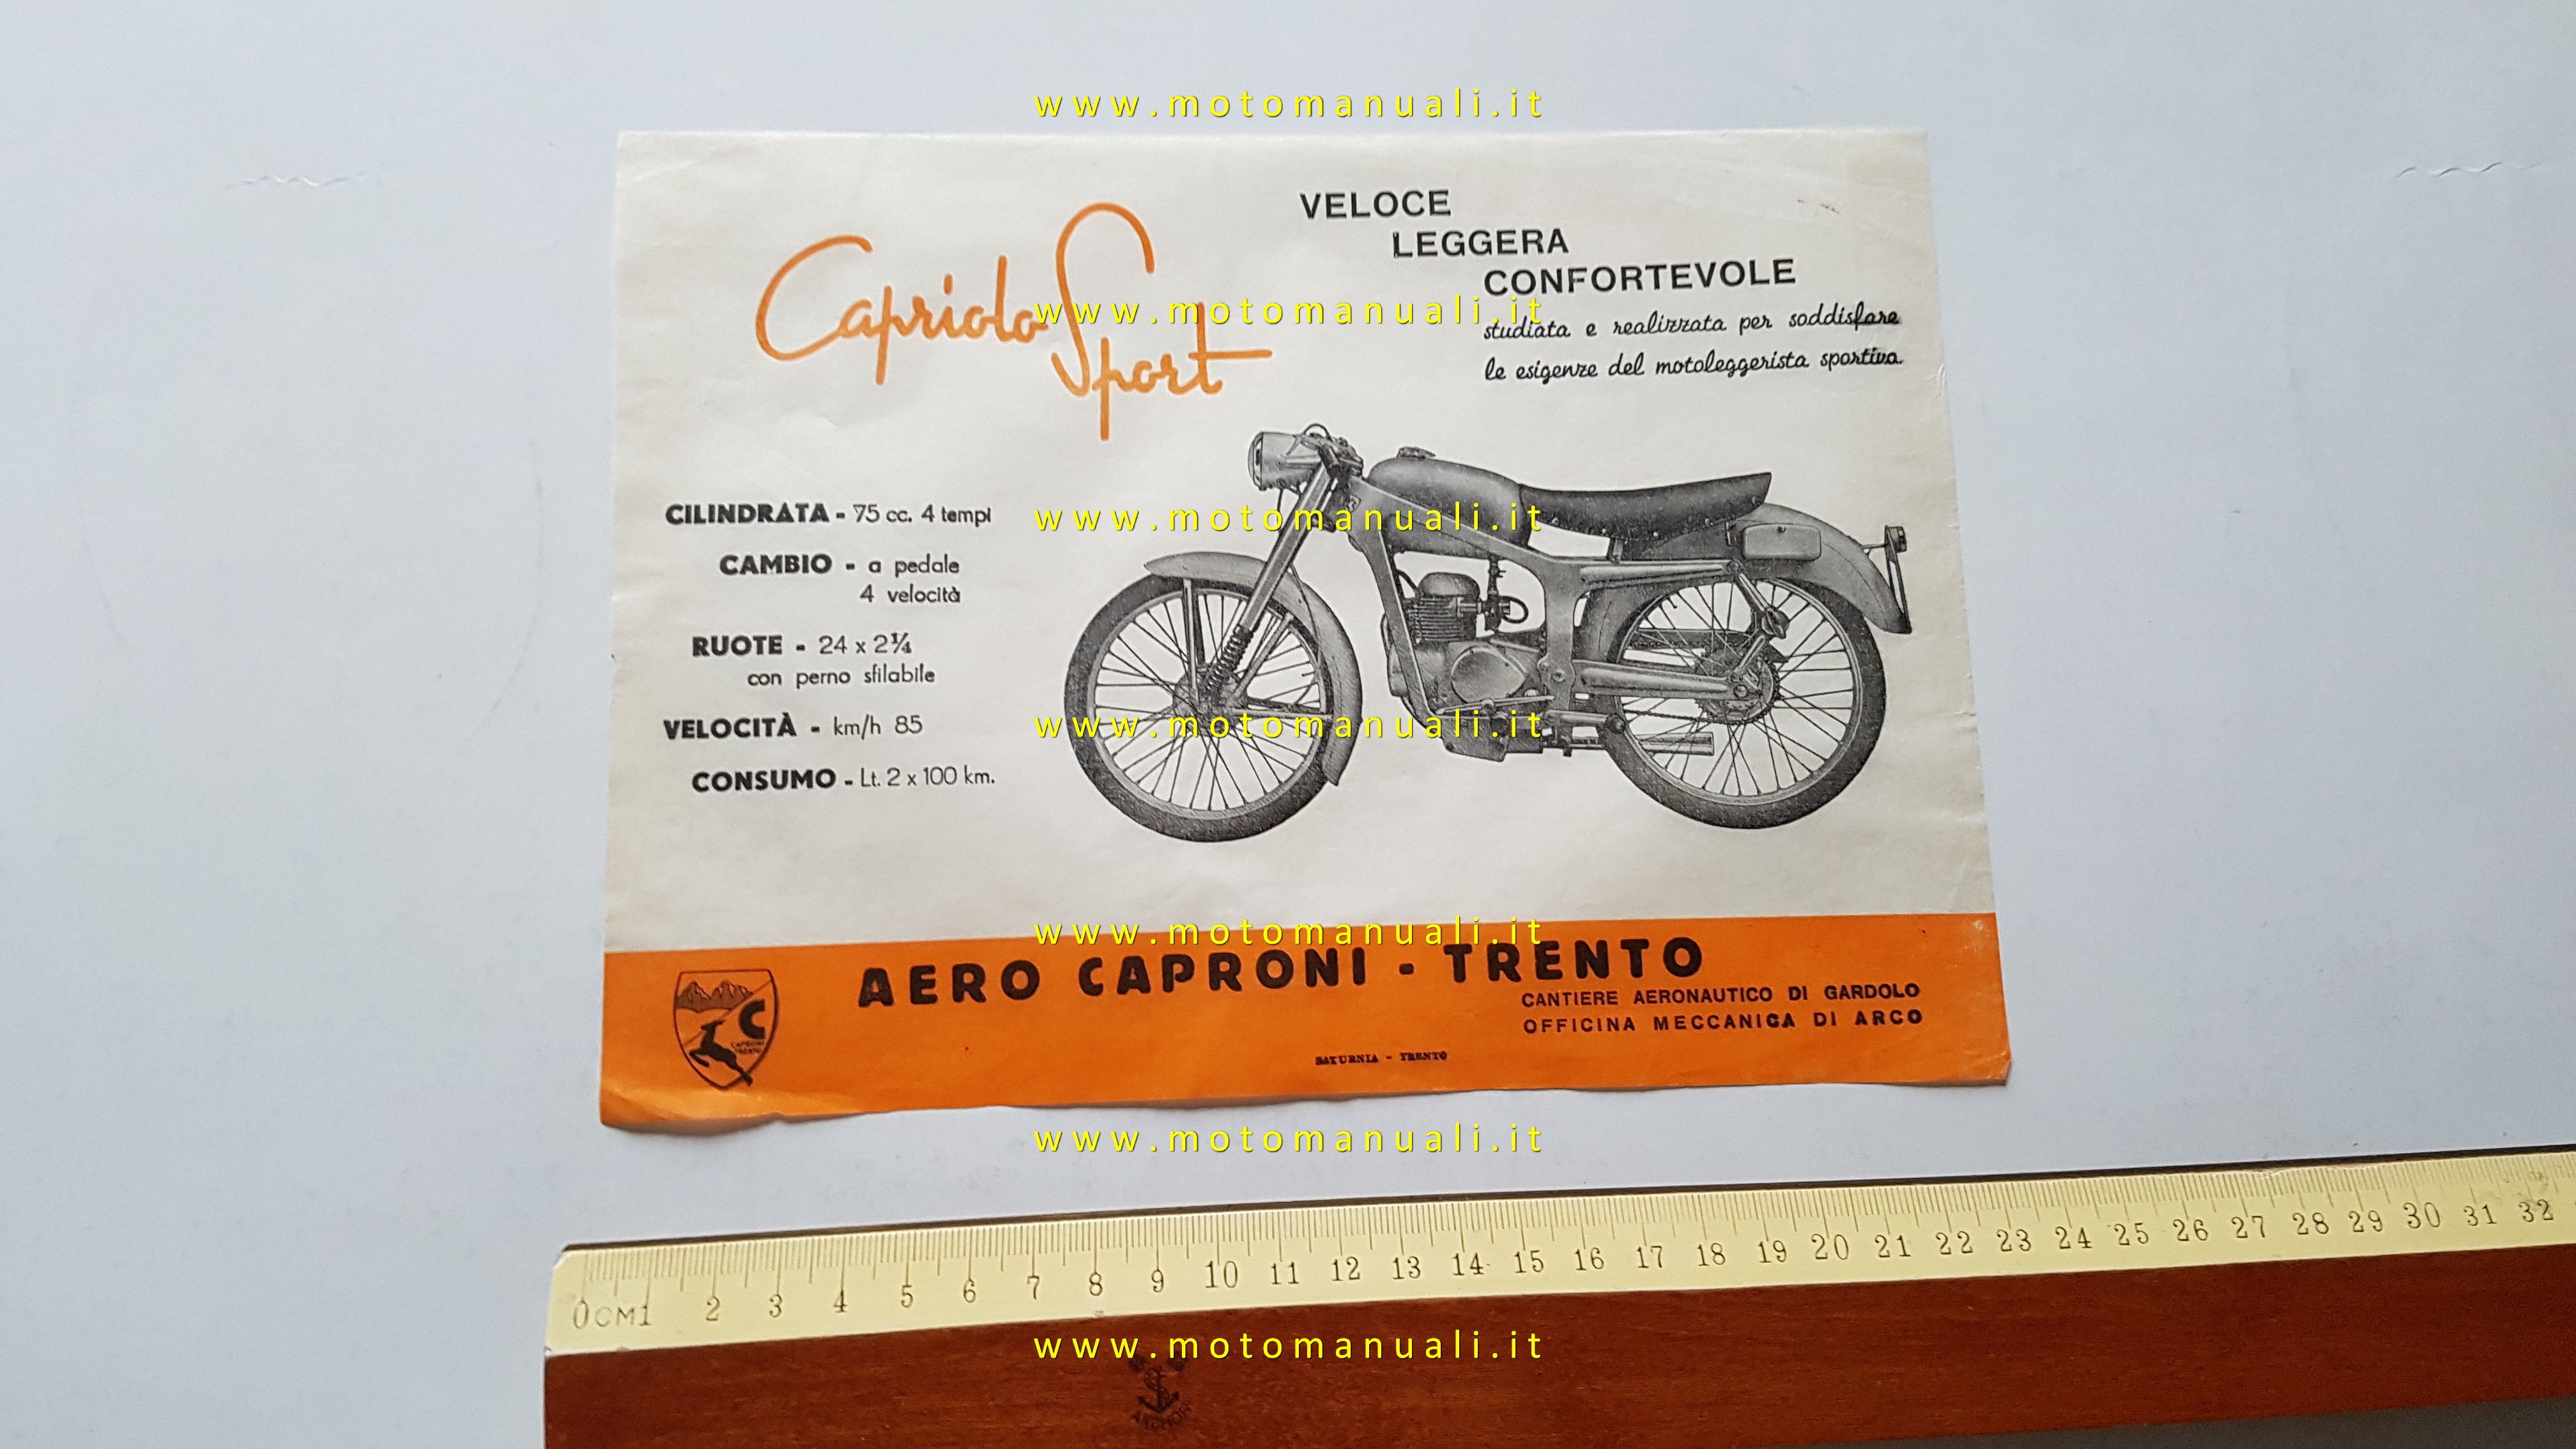 www.motomanuali.it
VELOCE
LEGGERA
CONFORTEVOLE
studiata e realizzata per soddisfare
le esigenze del motoleggerista sportivo
Capriolo Sport
www.motomanuali.it
CILINDRATA - 75 cc. 4 tempi
CAMBIO - a pedale
4 velocità
RUOTE - 24 x 2¼
con perno sfilabile
VELOCITÀ - km/h 85
CONSUMO - Lt. 2 x 100 km.
www.motomanuali.it
www.motomanuali.it
www.motomanuali.it
AERO CAPRONI - TRENTO
CANTIERE AERONAUTICO DI GARDOLO
OFFICINA MECCANICA DI ARCO
C
CAPRONI
TRENTO
SATURNIA - TRENTO
www.motomanuali.it
0CM1 2 3 4 5 6 7 8 9 10 11 12 13 14 15 16 17 18 19 20 21 22 23 24 25 26 27 28 29 30 31 32
www.motomanuali.it
ANCHOR